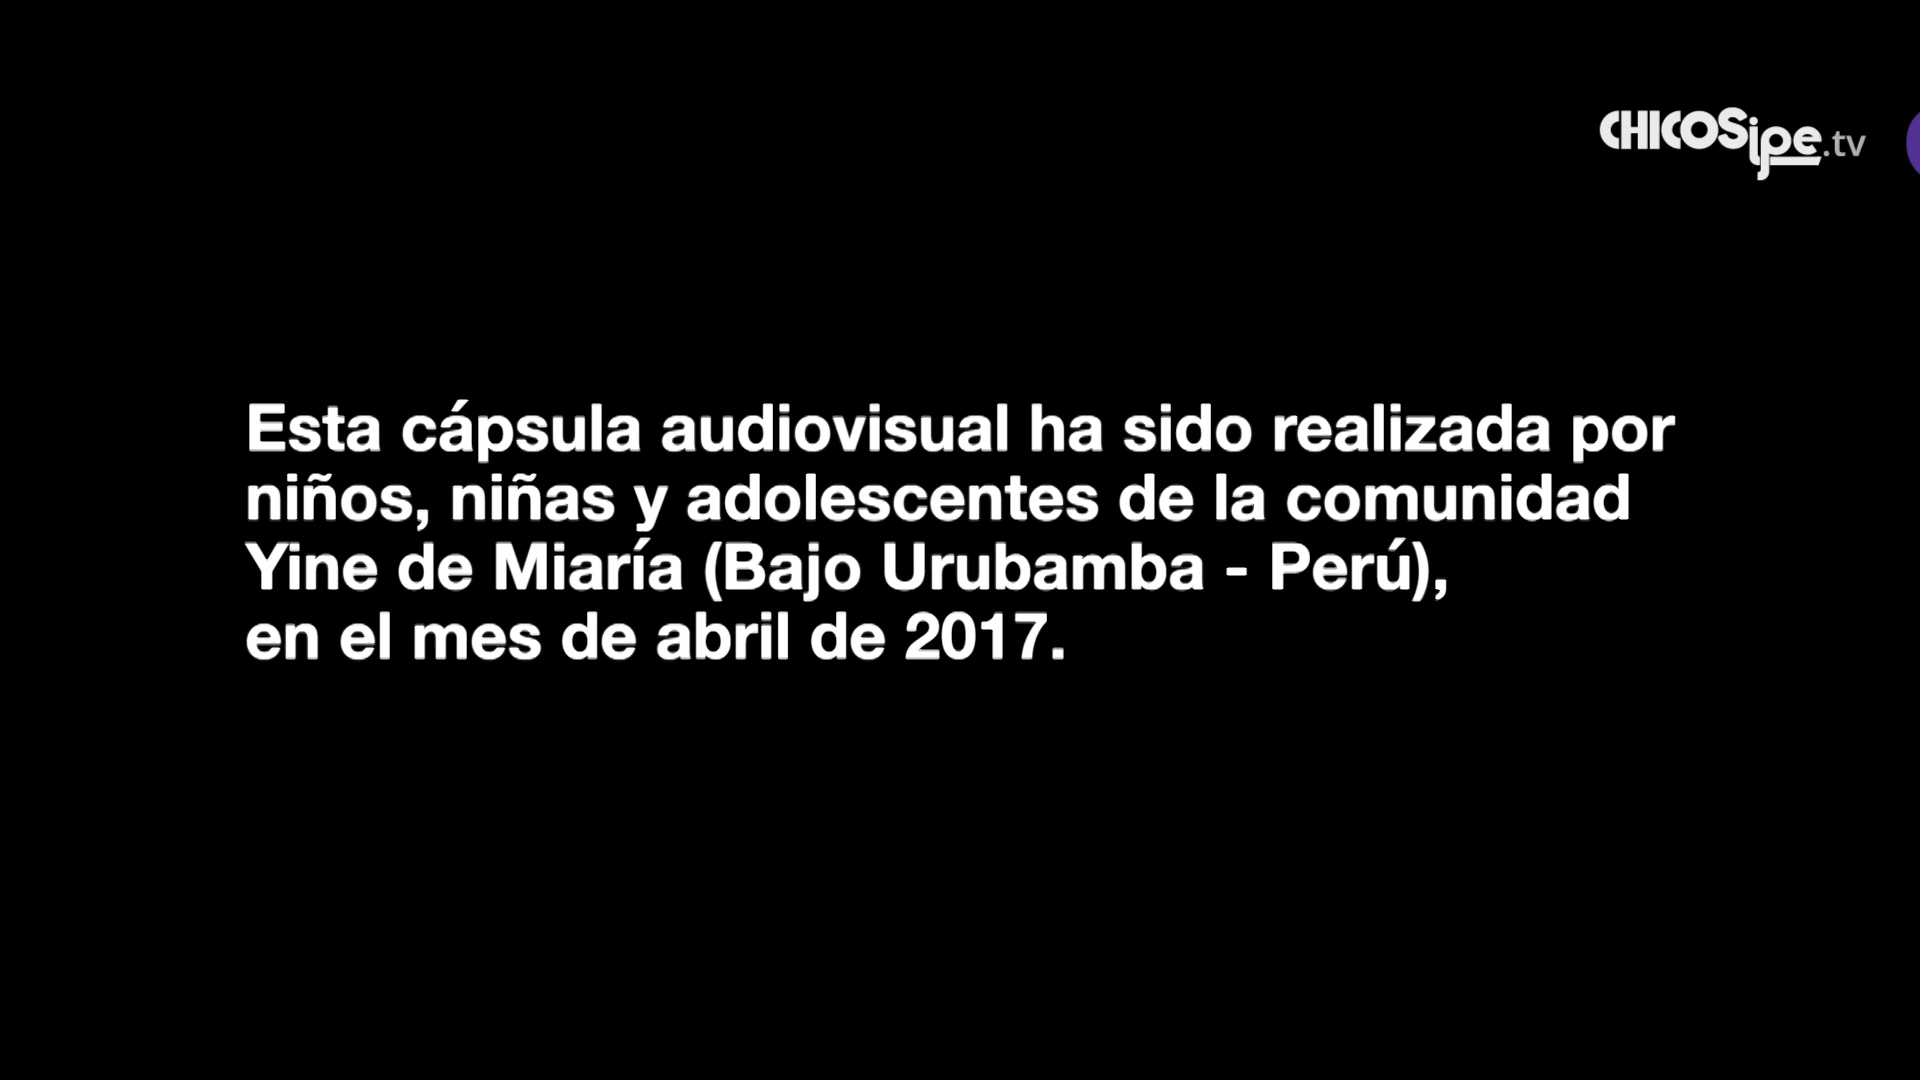 CHICOSipe.tv
Esta cápsula audiovisual ha sido realizada por
niños, niñas y adolescentes de la comunidad
Yine de Miaría (Bajo Urubamba - Perú),
en el mes de abril de 2017.